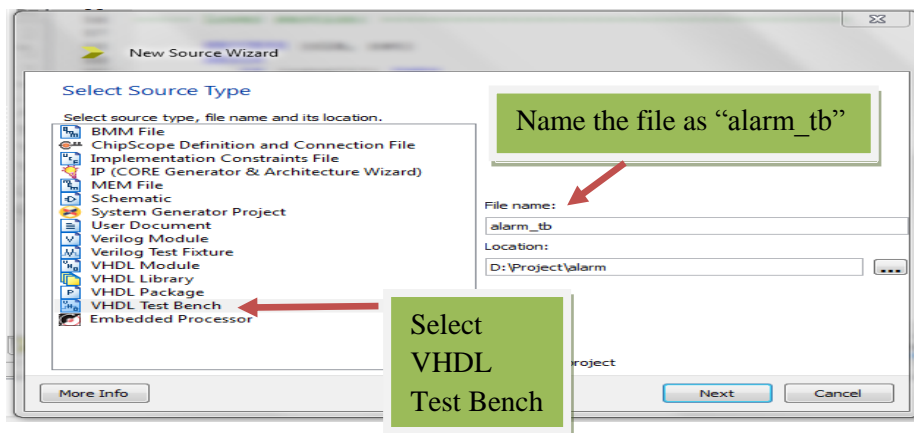 New Source Wizard
Select Source Type
Select source type, file name and its location.
BMM File
ChipScope Definition and Connection File
Implementation Constraints File
IP (CORE Generator & Architecture Wizard)
MEM File
Schematic
System Generator Project
User Document
Verilog Module
Verilog Test Fixture
VHDL Module
VHDL Library
VHDL Package
VHDL Test Bench
Embedded Processor
Name the file as “alarm_tb”
File name:
alarm_tb
Location:
D:\Project\alarm
...
Select
VHDL
Test Bench
project
More Info
Next
Cancel